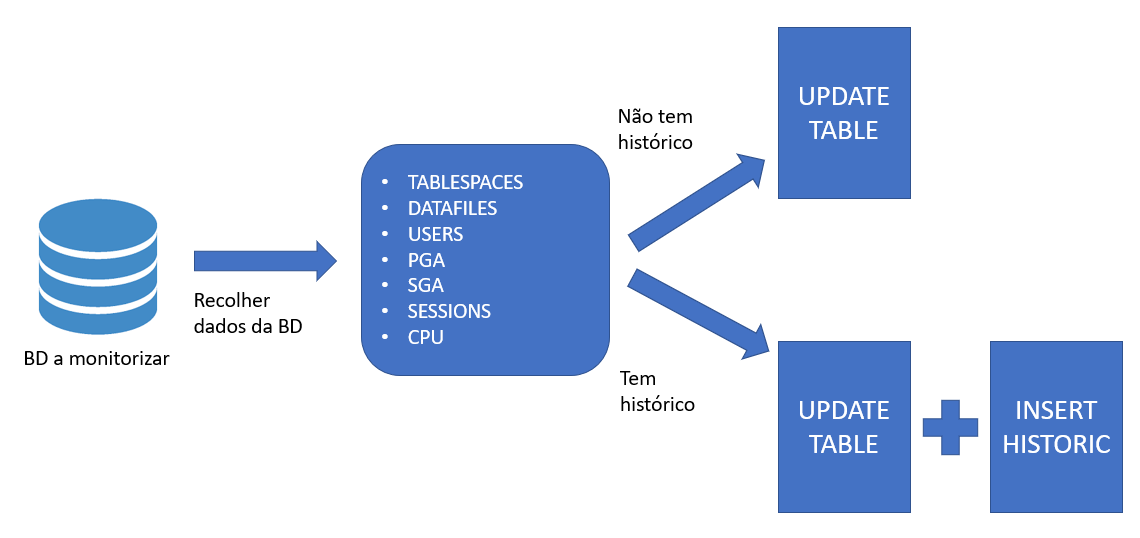 BD a monitorizar
Recolher
dados da BD
• TABLESPACES
• DATAFILES
• USERS
• PGA
• SGA
• SESSIONS
• CPU
Não tem
histórico
UPDATE
TABLE
Tem
histórico
UPDATE
TABLE
INSERT
HISTORIC